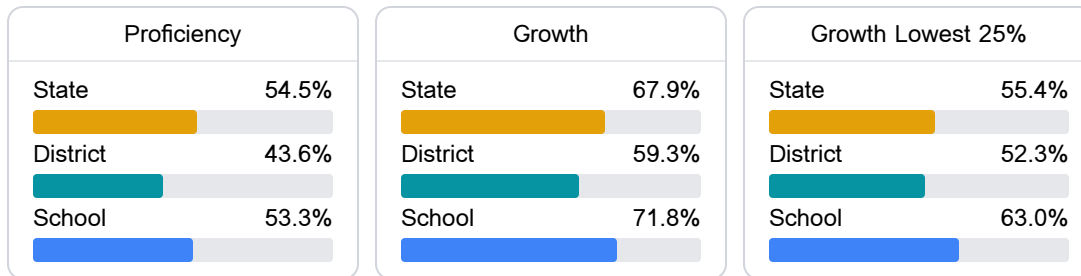 Proficiency
State 54.5%
District 43.6%
School 53.3%
Growth
State 67.9%
District 59.3%
School 71.8%
Growth Lowest 25%
State 55.4%
District 52.3%
School 63.0%